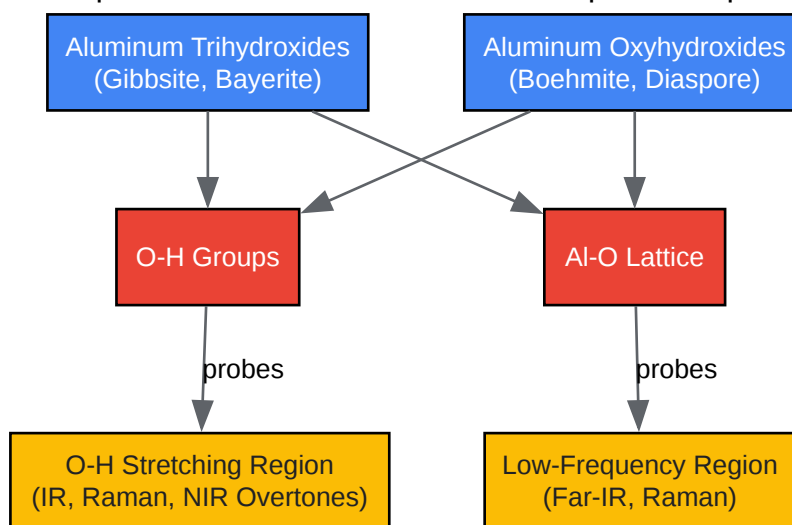 Aluminum Trihydroxides
(Gibbsite, Bayerite)
Aluminum Oxyhydroxides
(Boehmite, Diaspore)
O-H Groups
Al-O Lattice
probes
probes
O-H Stretching Region
(IR, Raman, NIR Overtones)
Low-Frequency Region
(Far-IR, Raman)